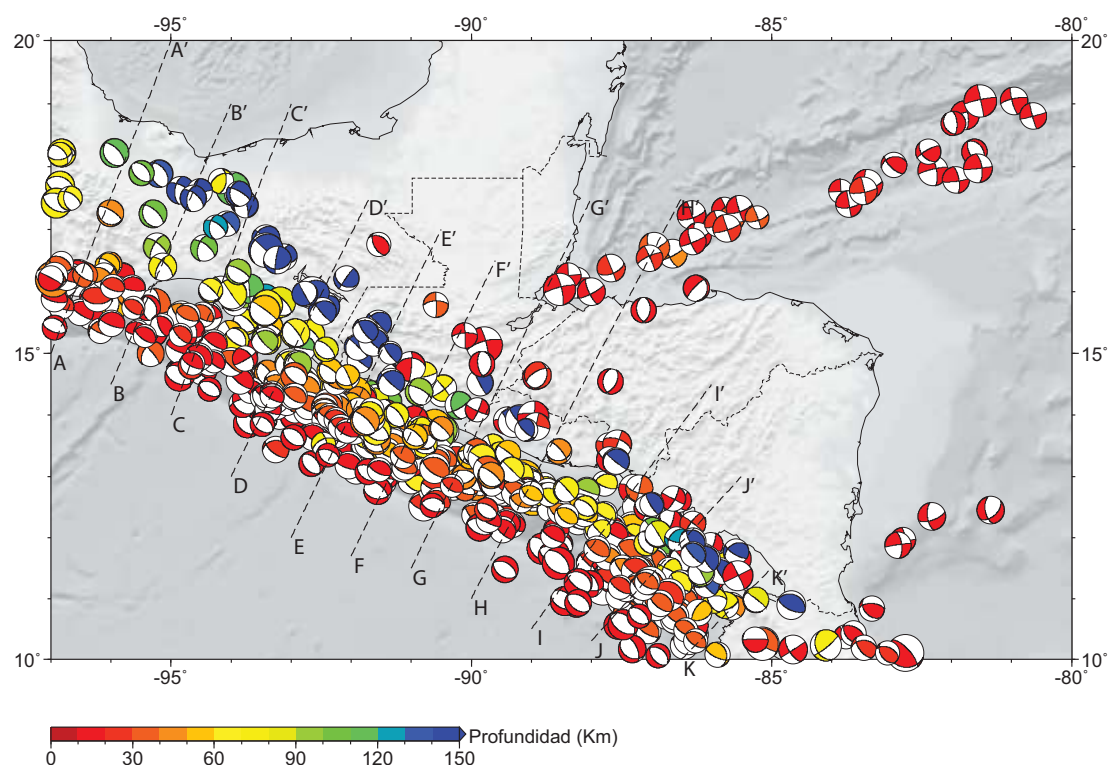 -95° -90° -85° -80°
20° 20°
A'
B' C'
D' G' H'
E'
F'
15° 15°
A
B I'
C
D J'
E
F K'
G
H
I
J
K
10° 10°
-95° -90° -85° -80°
0 30 60 90 120 150 Profundidad (Km)